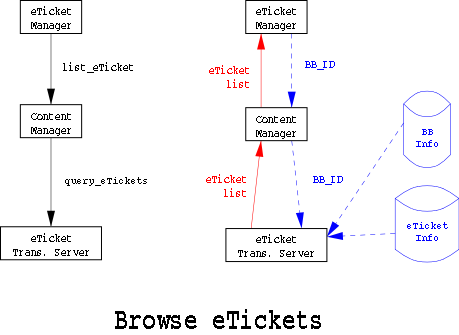 eTicket
Manager
list_eTicket
Content
Manager
query_eTickets
eTicket
Trans. Server
eTicket
Manager
BB_ID
eTicket
list
Content
Manager
BB_ID
eTicket
list
eTicket
Trans. Server
BB
Info
eTicket
Info
Browse eTickets